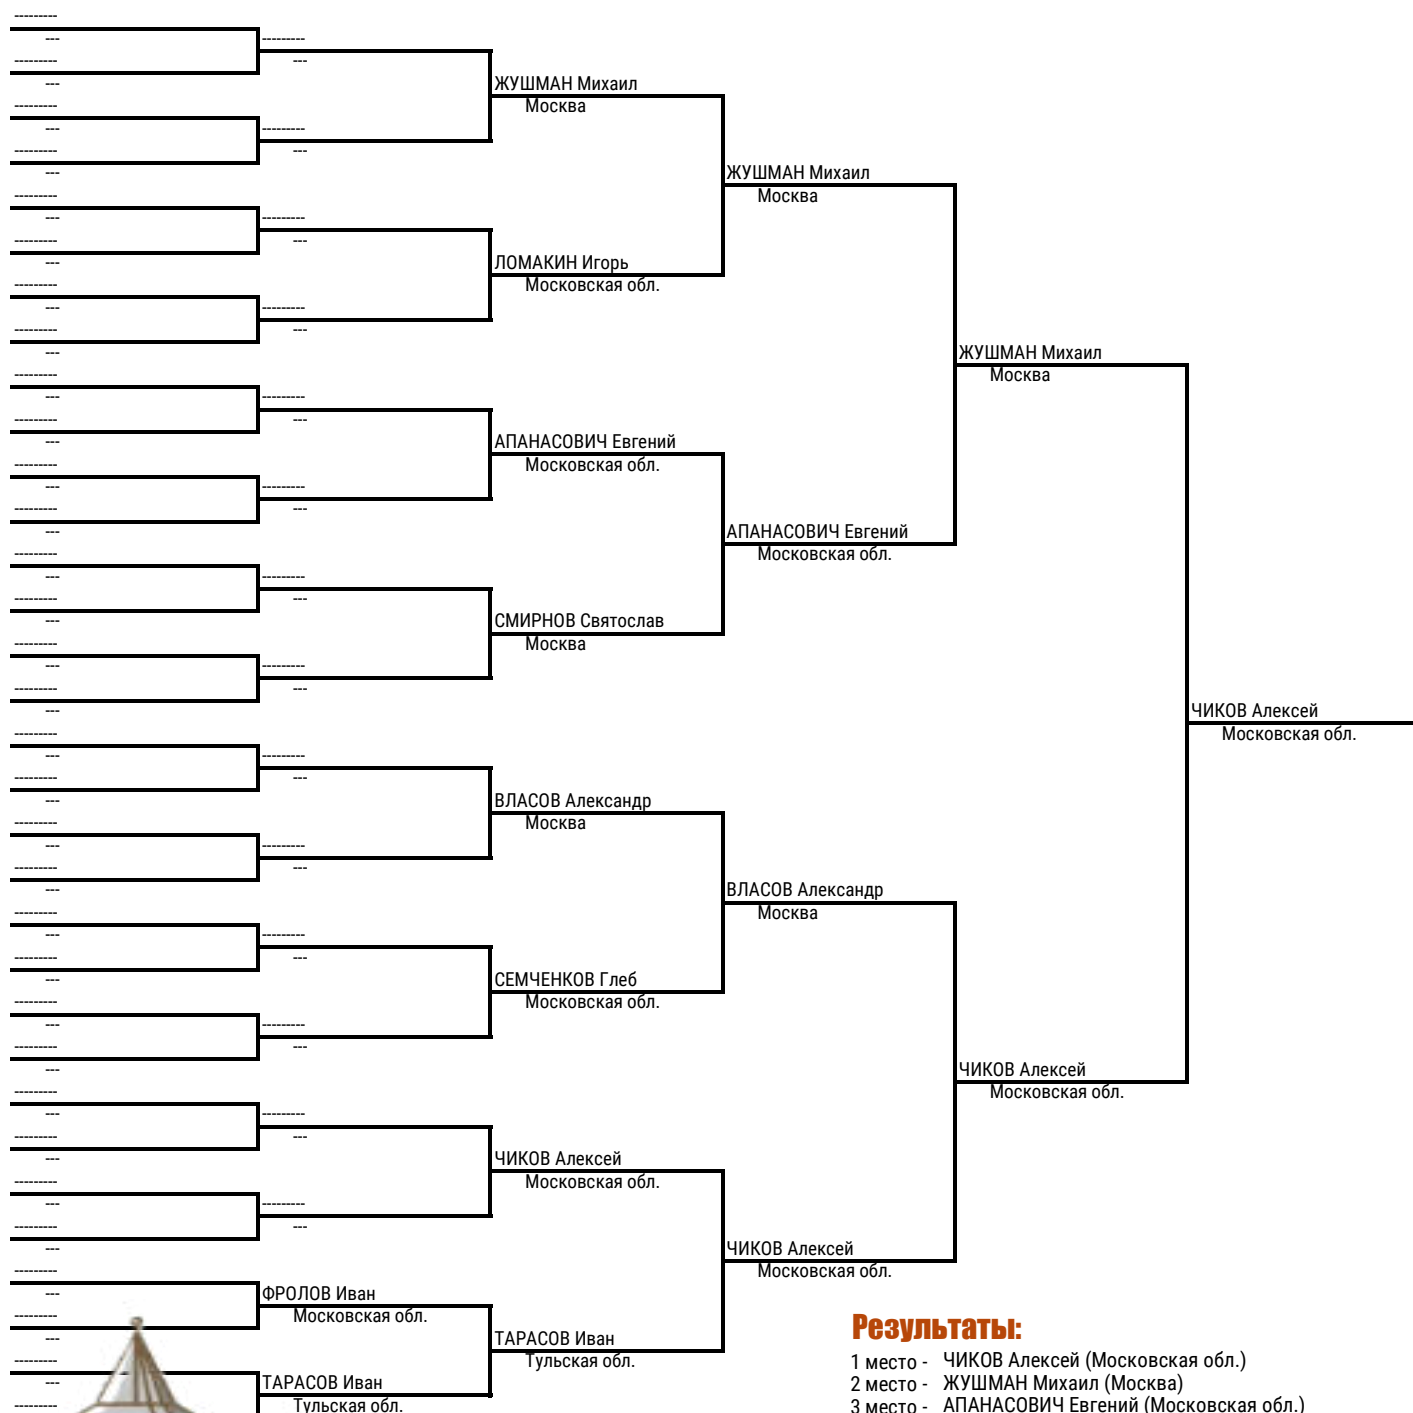 ---------
---
---------
---
---------
---
ЖУШМАН Михаил
Москва
---------
---
---------
---
---------
---
ЖУШМАН Михаил
Москва
---------
---
---------
---
---------
---
ЛОМАКИН Игорь
Московская обл.
---------
---
---------
---
---------
---
ЖУШМАН Михаил
Москва
---------
---
---------
---
---------
---
АПАНАСОВИЧ Евгений
Московская обл.
---------
---
---------
---
---------
---
АПАНАСОВИЧ Евгений
Московская обл.
---------
---
---------
---
---------
---
СМИРНОВ Святослав
Москва
---------
---
---------
---
---------
---
ЧИКОВ Алексей
Московская обл.
---------
---
---------
---
---------
---
ВЛАСОВ Александр
Москва
---------
---
---------
---
---------
---
ВЛАСОВ Александр
Москва
---------
---
---------
---
---------
---
СЕМЧЕНКОВ Глеб
Московская обл.
---------
---
---------
---
---------
---
ЧИКОВ Алексей
Московская обл.
---------
---
---------
---
---------
---
ЧИКОВ Алексей
Московская обл.
---------
---
---------
---
---------
---
ЧИКОВ Алексей
Московская обл.
---------
---
---------
---
ФРОЛОВ Иван
Московская обл.
ТАРАСОВ Иван
Тульская обл.
---------
---
---------
ТАРАСОВ Иван
Тульская обл.
Результаты:
1 место - ЧИКОВ Алексей (Московская обл.)
2 место - ЖУШМАН Михаил (Москва)
3 место - АПАНАСОВИЧ Евгений (Московская обл.)